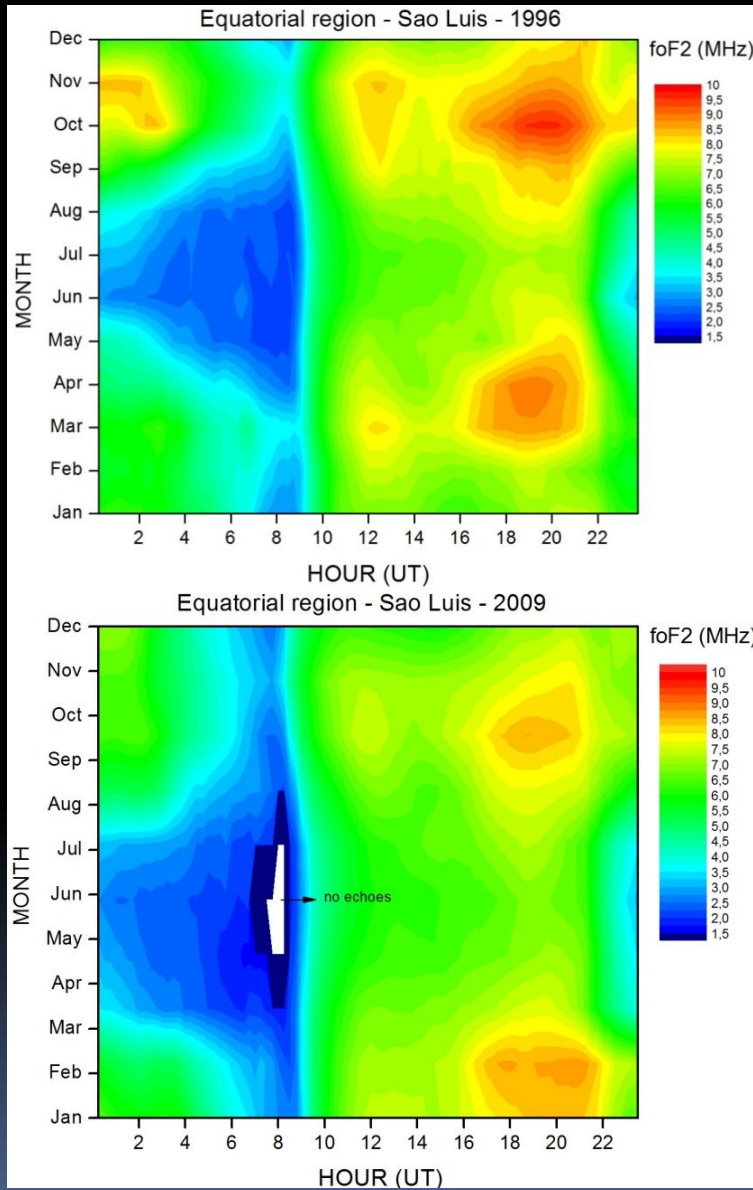 Equatorial region - Sao Luis - 1996
foF2 (MHz)
10
9,5
9,0
8,5
8,0
7,5
7,0
6,5
6,0
5,5
5,0
4,5
4,0
3,5
3,0
2,5
2,0
1,5
MONTH
Dec
Nov
Oct
Sep
Aug
Jul
Jun
May
Apr
Mar
Feb
Jan
2 4 6 8 10 12 14 16 18 20 22
HOUR (UT)
Equatorial region - Sao Luis - 2009
foF2 (MHz)
10
9,5
9,0
8,5
8,0
7,5
7,0
6,5
6,0
5,5
5,0
4,5
4,0
3,5
3,0
2,5
2,0
1,5
MONTH
Dec
Nov
Oct
Sep
Aug
Jul
Jun
May
Apr
Mar
Feb
Jan
no echoes
2 4 6 8 10 12 14 16 18 20 22
HOUR (UT)